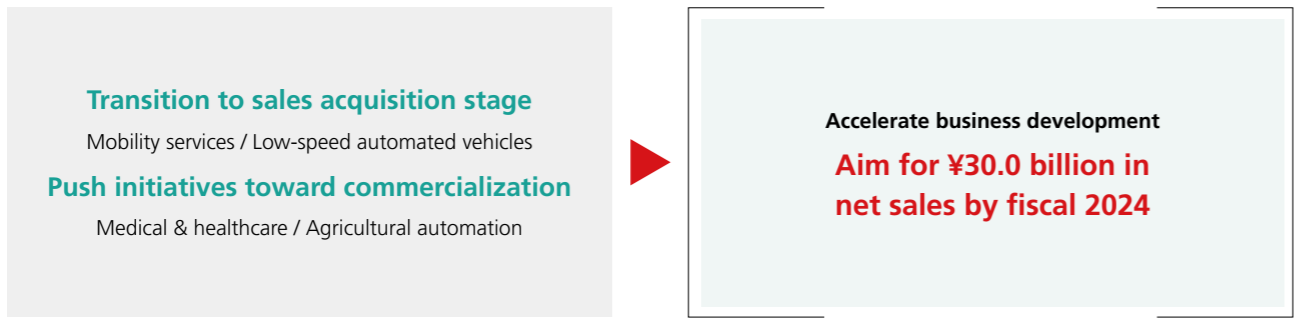 Transition to sales acquisition stage
Mobility services / Low-speed automated vehicles
Push initiatives toward commercialization
Medical & healthcare / Agricultural automation
Accelerate business development
Aim for ¥30.0 billion in
net sales by fiscal 2024